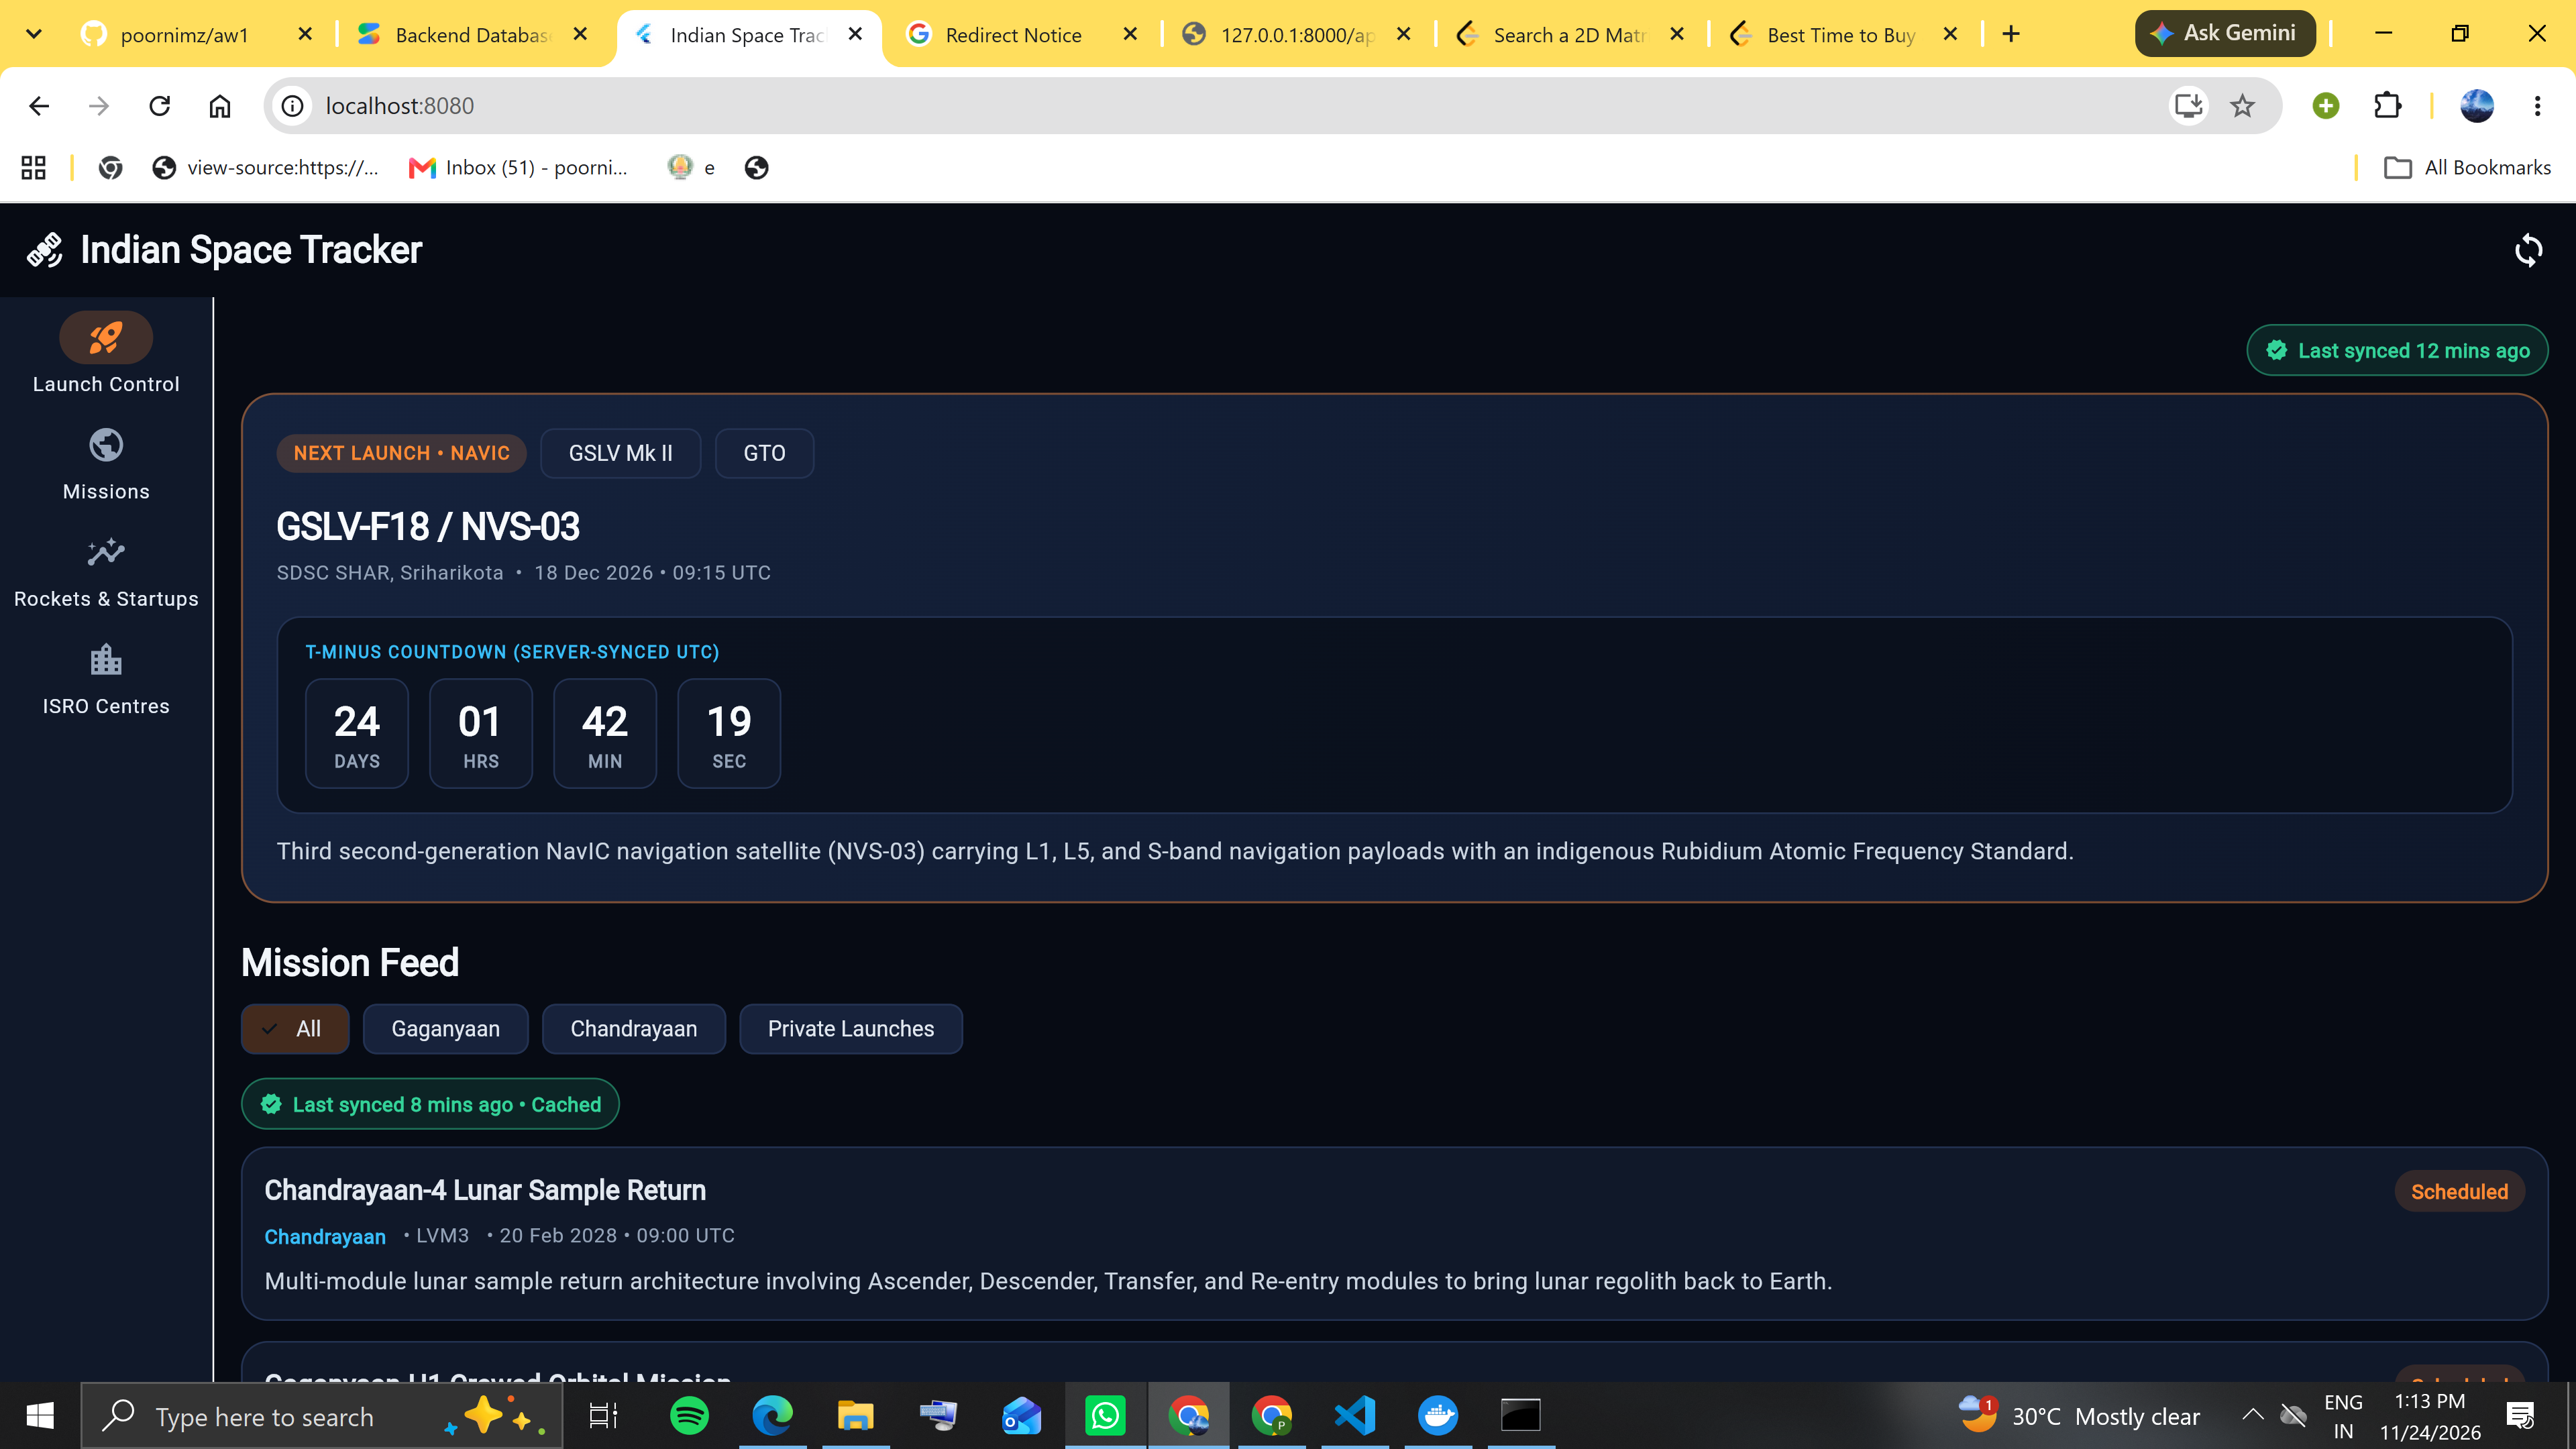 poornimz/aw1
Backend Databas
Indian Space Trac
Redirect Notice
127.0.0.1:8000/ap
Search a 2D Matr
Best Time to Buy
Ask Gemini
localhost:8080
view-source:https://...
Inbox (51) - poorni...
e
All Bookmarks
Indian Space Tracker
Launch Control
Missions
Rockets & Startups
ISRO Centres
Last synced 12 mins ago
NEXT LAUNCH • NAVIC
GSLV Mk II
GTO
GSLV-F18 / NVS-03
SDSC SHAR, Sriharikota • 18 Dec 2026 • 09:15 UTC
T-MINUS COUNTDOWN (SERVER-SYNCED UTC)
24 01 42 19
DAYS HRS MIN SEC
Third second-generation NavIC navigation satellite (NVS-03) carrying L1, L5, and S-band navigation payloads with an indigenous Rubidium Atomic Frequency Standard.
Mission Feed
All
Gaganyaan
Chandrayaan
Private Launches
Last synced 8 mins ago • Cached
Chandrayaan-4 Lunar Sample Return
Scheduled
Chandrayaan • LVM3 • 20 Feb 2028 • 09:00 UTC
Multi-module lunar sample return architecture involving Ascender, Descender, Transfer, and Re-entry modules to bring lunar regolith back to Earth.
Gaganyaan H1 Crewed Orbital Mission
Scheduled
Type here to search
1
30°C Mostly clear
ENG
IN
1:13 PM
11/24/2026